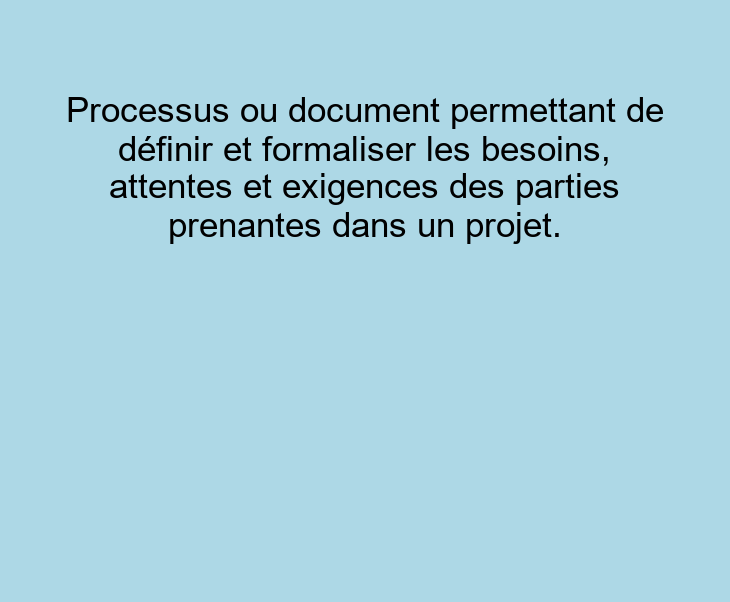 Processus ou document permettant de
définir et formaliser les besoins,
attentes et exigences des parties
prenantes dans un projet.